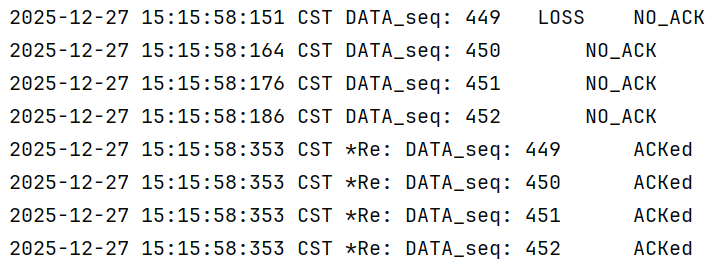 2025-12-27 15:15:58:151 CST DATA_seq: 449   LOSS    NO_ACK
2025-12-27 15:15:58:164 CST DATA_seq: 450       NO_ACK
2025-12-27 15:15:58:176 CST DATA_seq: 451       NO_ACK
2025-12-27 15:15:58:186 CST DATA_seq: 452       NO_ACK
2025-12-27 15:15:58:353 CST *Re: DATA_seq: 449      ACKed
2025-12-27 15:15:58:353 CST *Re: DATA_seq: 450      ACKed
2025-12-27 15:15:58:353 CST *Re: DATA_seq: 451      ACKed
2025-12-27 15:15:58:353 CST *Re: DATA_seq: 452      ACKed